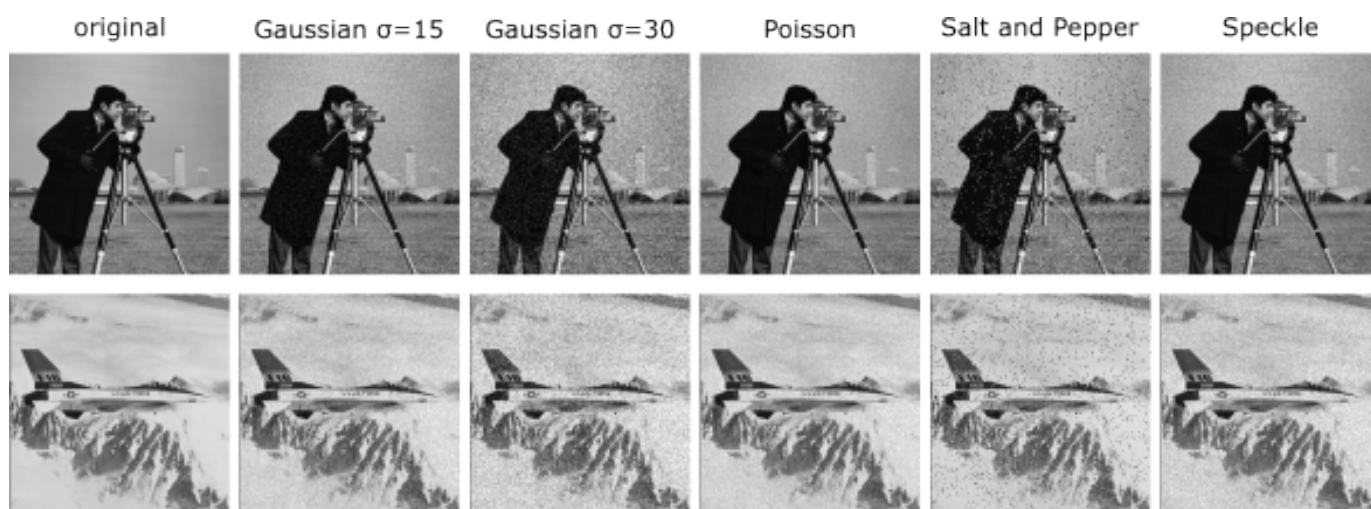 original
Gaussian σ=15
Gaussian σ=30
Poisson
Salt and Pepper
Speckle